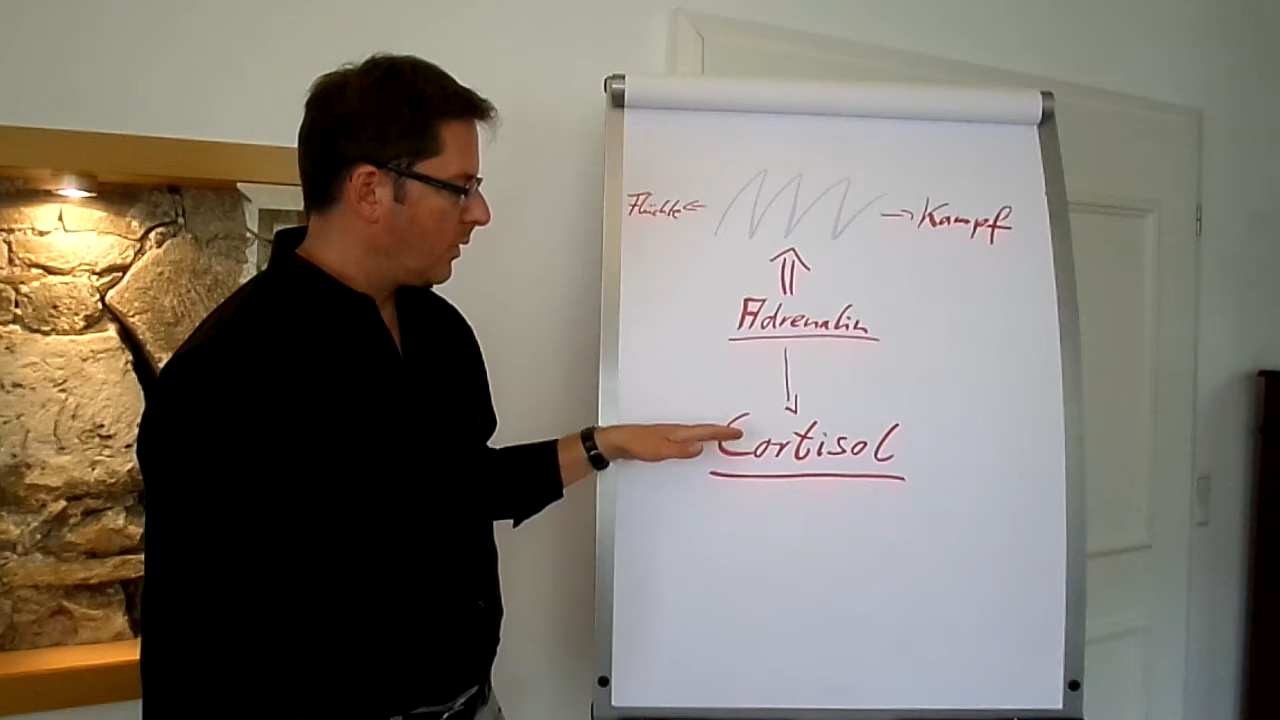 Flüchte ← → Kampf
Adrenalin
Cortisol